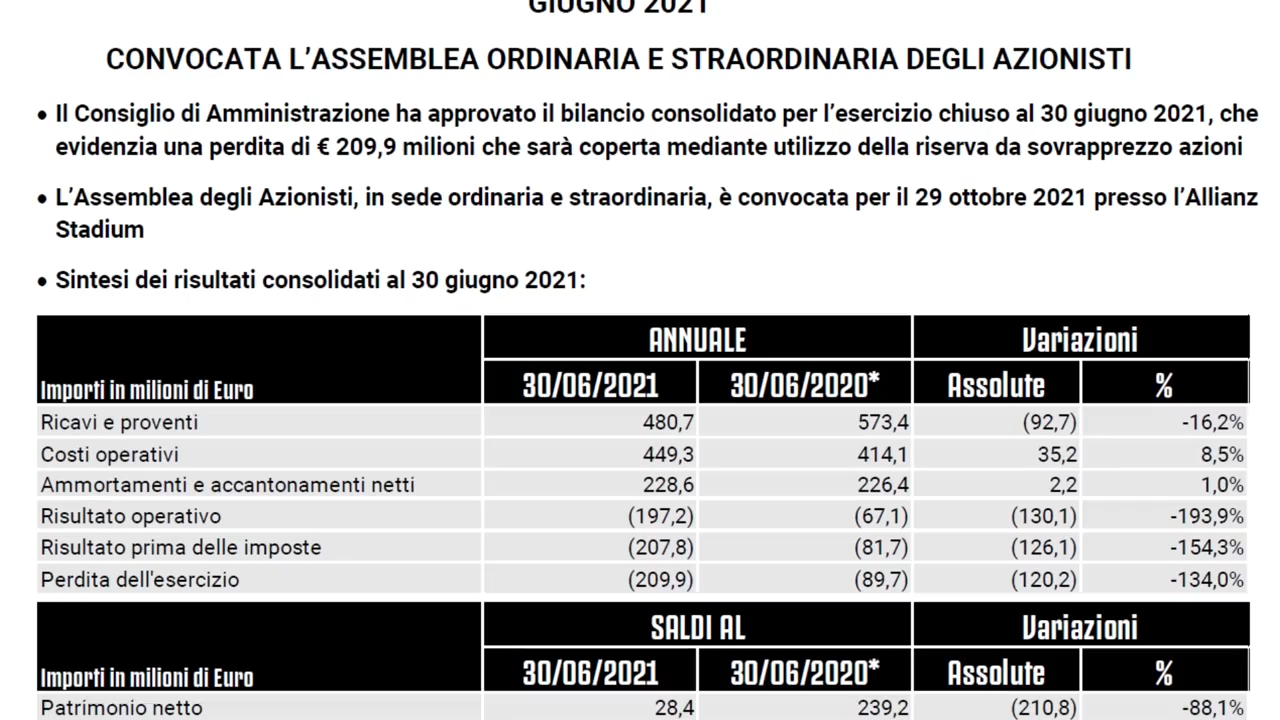 GIUGNO 2021
CONVOCATA L’ASSEMBLEA ORDINARIA E STRAORDINARIA DEGLI AZIONISTI
• Il Consiglio di Amministrazione ha approvato il bilancio consolidato per l’esercizio chiuso al 30 giugno 2021, che
evidenzia una perdita di € 209,9 milioni che sarà coperta mediante utilizzo della riserva da sovrapprezzo azioni
• L’Assemblea degli Azionisti, in sede ordinaria e straordinaria, è convocata per il 29 ottobre 2021 presso l’Allianz
Stadium
• Sintesi dei risultati consolidati al 30 giugno 2021:
ANNUALE Variazioni
Importi in milioni di Euro 30/06/2021 30/06/2020* Assolute %
Ricavi e proventi 480,7 573,4 (92,7) -16,2%
Costi operativi 449,3 414,1 35,2 8,5%
Ammortamenti e accantonamenti netti 228,6 226,4 2,2 1,0%
Risultato operativo (197,2) (67,1) (130,1) -193,9%
Risultato prima delle imposte (207,8) (81,7) (126,1) -154,3%
Perdita dell'esercizio (209,9) (89,7) (120,2) -134,0%
SALDI AL Variazioni
Importi in milioni di Euro 30/06/2021 30/06/2020* Assolute %
Patrimonio netto 28,4 239,2 (210,8) -88,1%